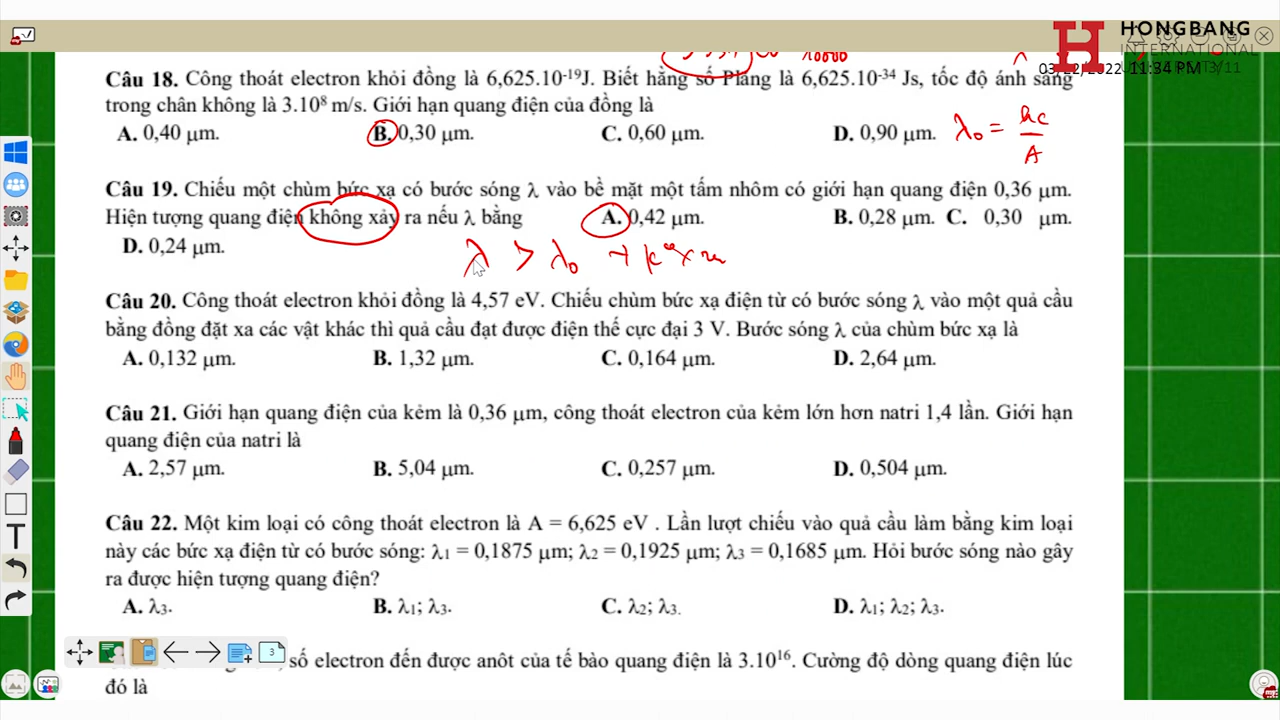 HONGBANG
INTERNATIONAL
03/22/2022 11:34 PM 3/11
Câu 18. Công thoát electron khỏi đồng là 6,625.10⁻¹⁹J. Biết hằng số Plăng là 6,625.10⁻³⁴ Js, tốc độ ánh sáng
trong chân không là 3.10⁸ m/s. Giới hạn quang điện của đồng là
A. 0,40 μm. B. 0,30 μm. C. 0,60 μm. D. 0,90 μm. λ₀ = hc/A
Câu 19. Chiếu một chùm bức xạ có bước sóng λ vào bề mặt một tấm nhôm có giới hạn quang điện 0,36 μm.
Hiện tượng quang điện không xảy ra nếu λ bằng A. 0,42 μm. B. 0,28 μm. C. 0,30 μm.
D. 0,24 μm.
λ > λ₀
Câu 20. Công thoát electron khỏi đồng là 4,57 eV. Chiếu chùm bức xạ điện từ có bước sóng λ vào một quả cầu
bằng đồng đặt xa các vật khác thì quả cầu đạt được điện thế cực đại 3 V. Bước sóng λ của chùm bức xạ là
A. 0,132 μm. B. 1,32 μm. C. 0,164 μm. D. 2,64 μm.
Câu 21. Giới hạn quang điện của kẽm là 0,36 μm, công thoát electron của kẽm lớn hơn natri 1,4 lần. Giới hạn
quang điện của natri là
A. 2,57 μm. B. 5,04 μm. C. 0,257 μm. D. 0,504 μm.
Câu 22. Một kim loại có công thoát electron là A = 6,625 eV . Lần lượt chiếu vào quả cầu làm bằng kim loại
này các bức xạ điện từ có bước sóng: λ1 = 0,1875 μm; λ2 = 0,1925 μm; λ3 = 0,1685 μm. Hỏi bước sóng nào gây
ra được hiện tượng quang điện?
A. λ3. B. λ1; λ3. C. λ2; λ3. D. λ1; λ2; λ3.
số electron đến được anôt của tế bào quang điện là 3.10¹⁶. Cường độ dòng quang điện lúc
đó là
T
3